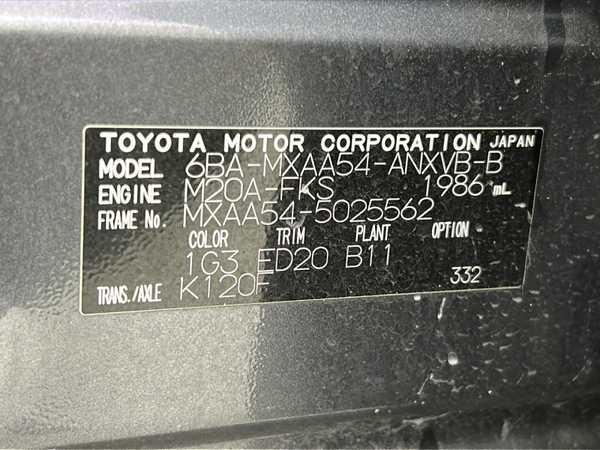 TOYOTA MOTOR CORPORATION JAPAN
MODEL 6BA-MXAA54-ANXVB-B
ENGINE M20A-FKS 1986 mL
FRAME No. MXAA54-5025562
COLOR TRIM PLANT OPTION
1G3 ED20 B11
TRANS./AXLE K120F 332